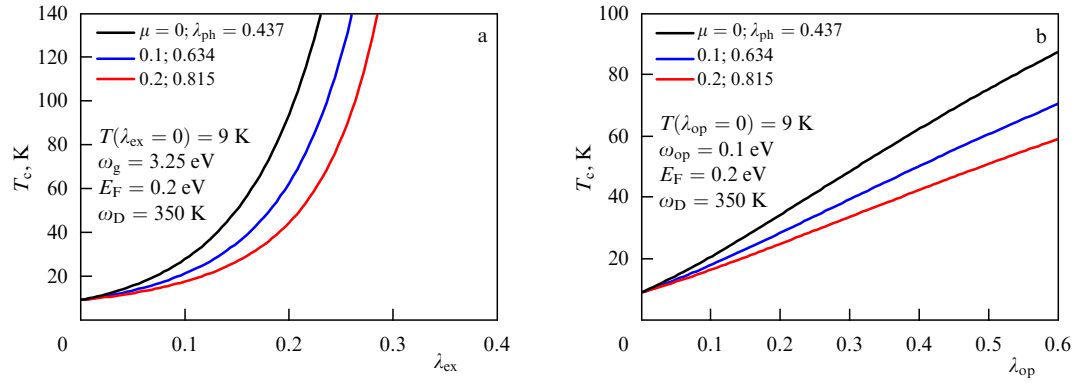 140
120
100
80
60
40
20
0
0.1
0.2
0.3
0.4
T_c, K
λ_ex
μ = 0; λ_ph = 0.437
0.1; 0.634
0.2; 0.815
a
T(λ_ex = 0) = 9 K
ω_g = 3.25 eV
E_F = 0.2 eV
ω_D = 350 K
100
80
60
40
20
0
0.1
0.2
0.3
0.4
0.5
0.6
T_c, K
λ_op
μ = 0; λ_ph = 0.437
0.1; 0.634
0.2; 0.815
b
T(λ_op = 0) = 9 K
ω_op = 0.1 eV
E_F = 0.2 eV
ω_D = 350 K